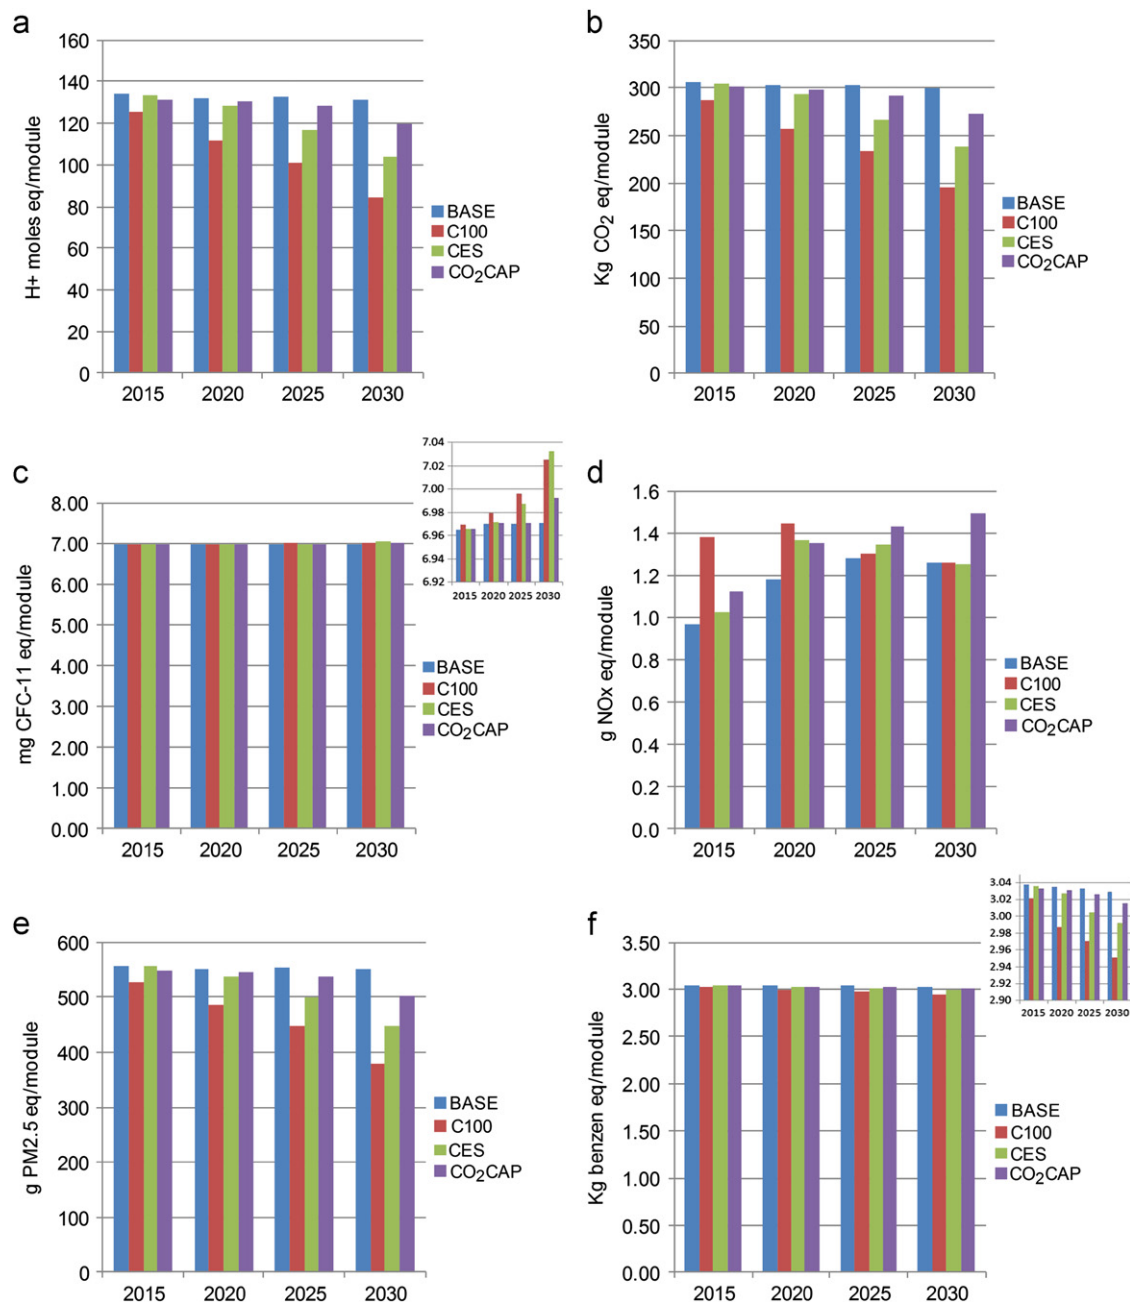 a
160
140
120
100
80
60
40
20
0
H+ moles eq/module
2015 2020 2025 2030
BASE
C100
CES
CO₂CAP
b
350
300
250
200
150
100
50
0
Kg CO₂ eq/module
2015 2020 2025 2030
BASE
C100
CES
CO₂CAP
c
8.00
7.00
6.00
5.00
4.00
3.00
2.00
1.00
0.00
mg CFC-11 eq/module
2015 2020 2025 2030
7.04
7.02
7.00
6.98
6.96
6.94
6.92
2015 2020 2025 2030
BASE
C100
CES
CO₂CAP
d
1.6
1.4
1.2
1.0
0.8
0.6
0.4
0.2
0.0
g NOx eq/module
2015 2020 2025 2030
BASE
C100
CES
CO₂CAP
e
600
500
400
300
200
100
0
g PM2.5 eq/module
2015 2020 2025 2030
BASE
C100
CES
CO₂CAP
f
3.50
3.00
2.50
2.00
1.50
1.00
0.50
0.00
Kg benzen eq/module
2015 2020 2025 2030
3.04
3.02
3.00
2.98
2.96
2.94
2.92
2.90
2015 2020 2025 2030
BASE
C100
CES
CO₂CAP